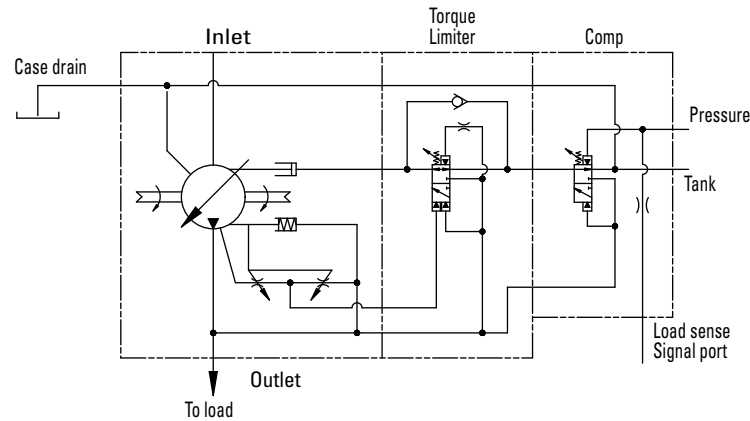 Torque
Limiter
Inlet
Comp
Case drain
Pressure
Tank
Load sense
Signal port
Outlet
To load